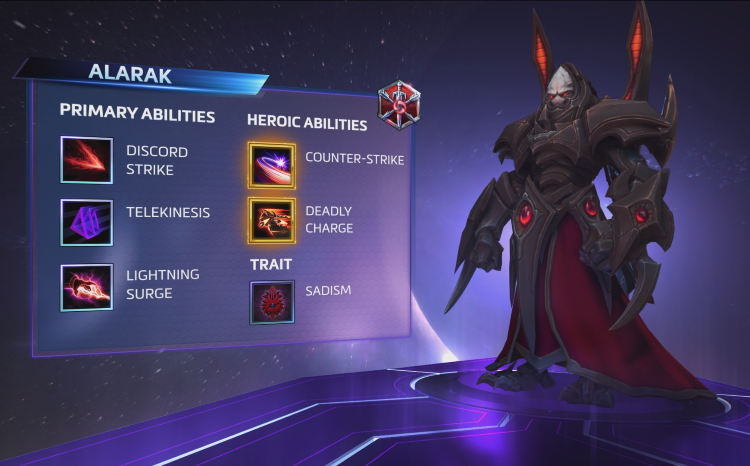 ALARAK
PRIMARY ABILITIES
DISCORD
STRIKE
TELEKINESIS
LIGHTNING
SURGE
HEROIC ABILITIES
COUNTER-STRIKE
DEADLY
CHARGE
TRAIT
SADISM